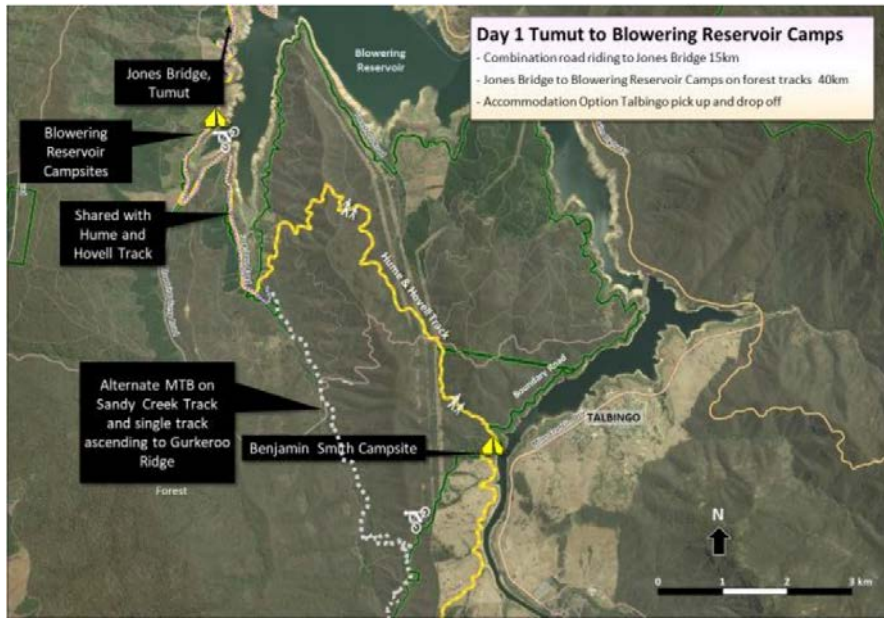 Day 1 Tumut to Blowering Reservoir Camps
- Combination road riding to Jones Bridge 15km
- Jones Bridge to Blowering Reservoir Camps on forest tracks 40km
- Accommodation Option Talbingo pick up and drop off
Blowering
Reservoir
Jones Bridge,
Tumut
Blowering
Reservoir
Campsites
Shared with
Hume and
Hovell Track
Hume & Hovell Track
Alternate MTB on
Sandy Creek Track
and single track
ascending to Gurkeroo
Ridge
Forest
Boundary Road
TALBINGO
Benjamin Smith Campsite
N
0 1 2 3 km